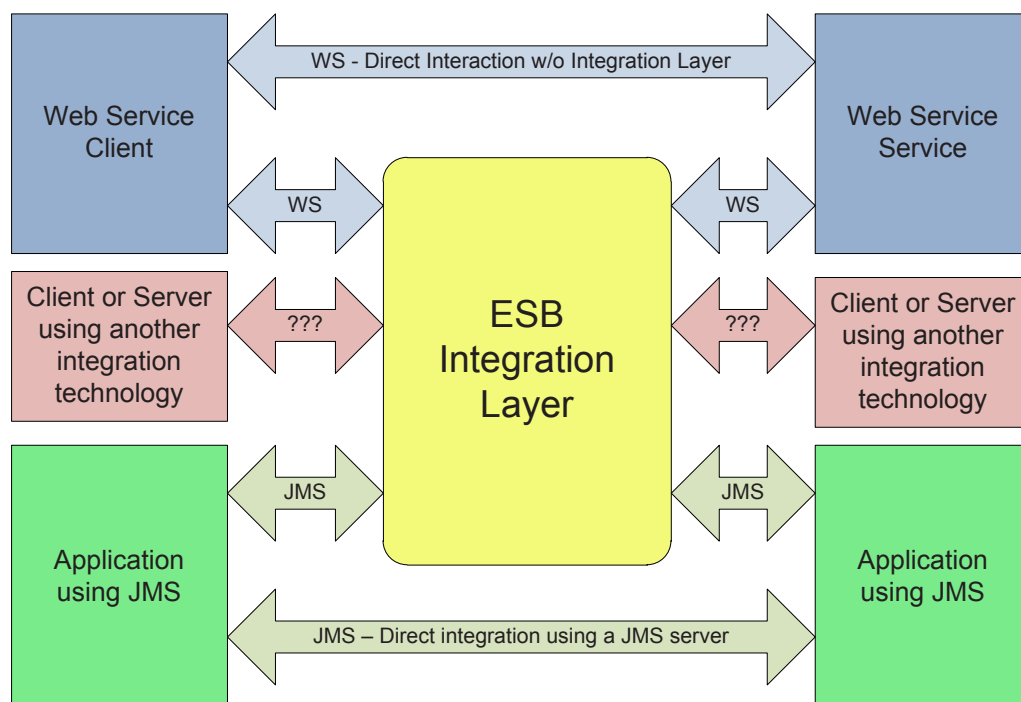 WS - Direct Interaction w/o Integration Layer
Web Service
Client
Web Service
Service
WS
WS
Client or Server
using another
integration
technology
???
ESB
Integration
Layer
???
Client or Server
using another
integration
technology
JMS
JMS
Application
using JMS
Application
using JMS
JMS – Direct integration using a JMS server